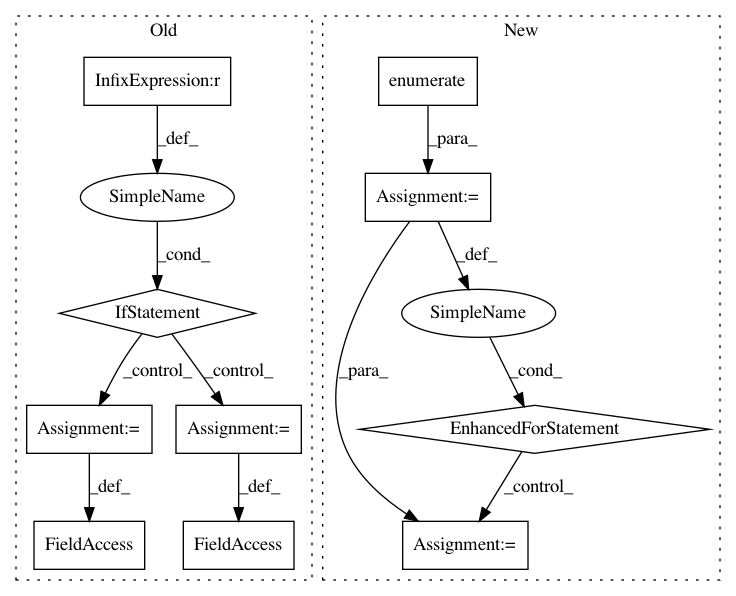 Old
New
InfixExpression:r
enumerate
_def_
_para_
SimpleName
Assignment:=
_cond_
_def_
IfStatement
SimpleName
_control_
_control_
_para_
_cond_
Assignment:=
Assignment:=
EnhancedForStatement
_def_
_def_
_control_
FieldAccess
FieldAccess
Assignment:=